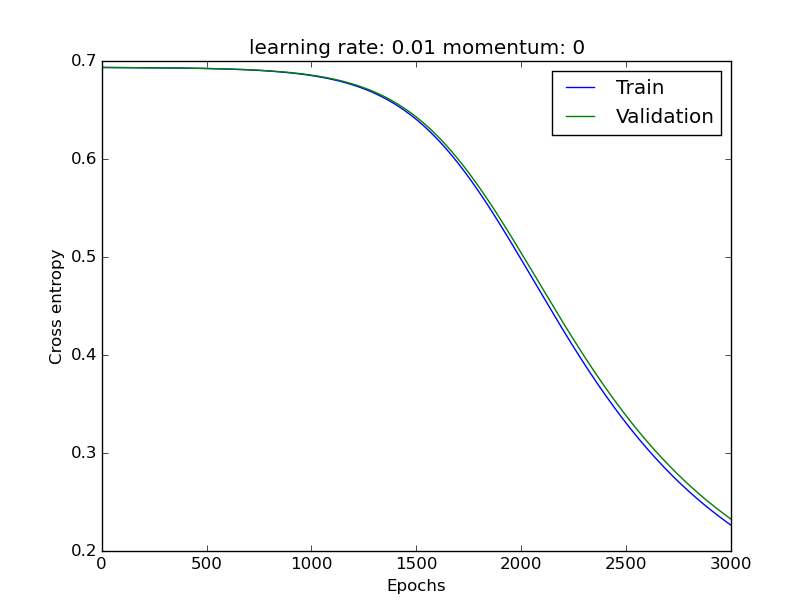 learning rate: 0.01 momentum: 0
0.7
Train
Validation
0.6
0.5
Cross entropy
0.4
0.3
0.2
0 500 1000 1500 2000 2500 3000
Epochs